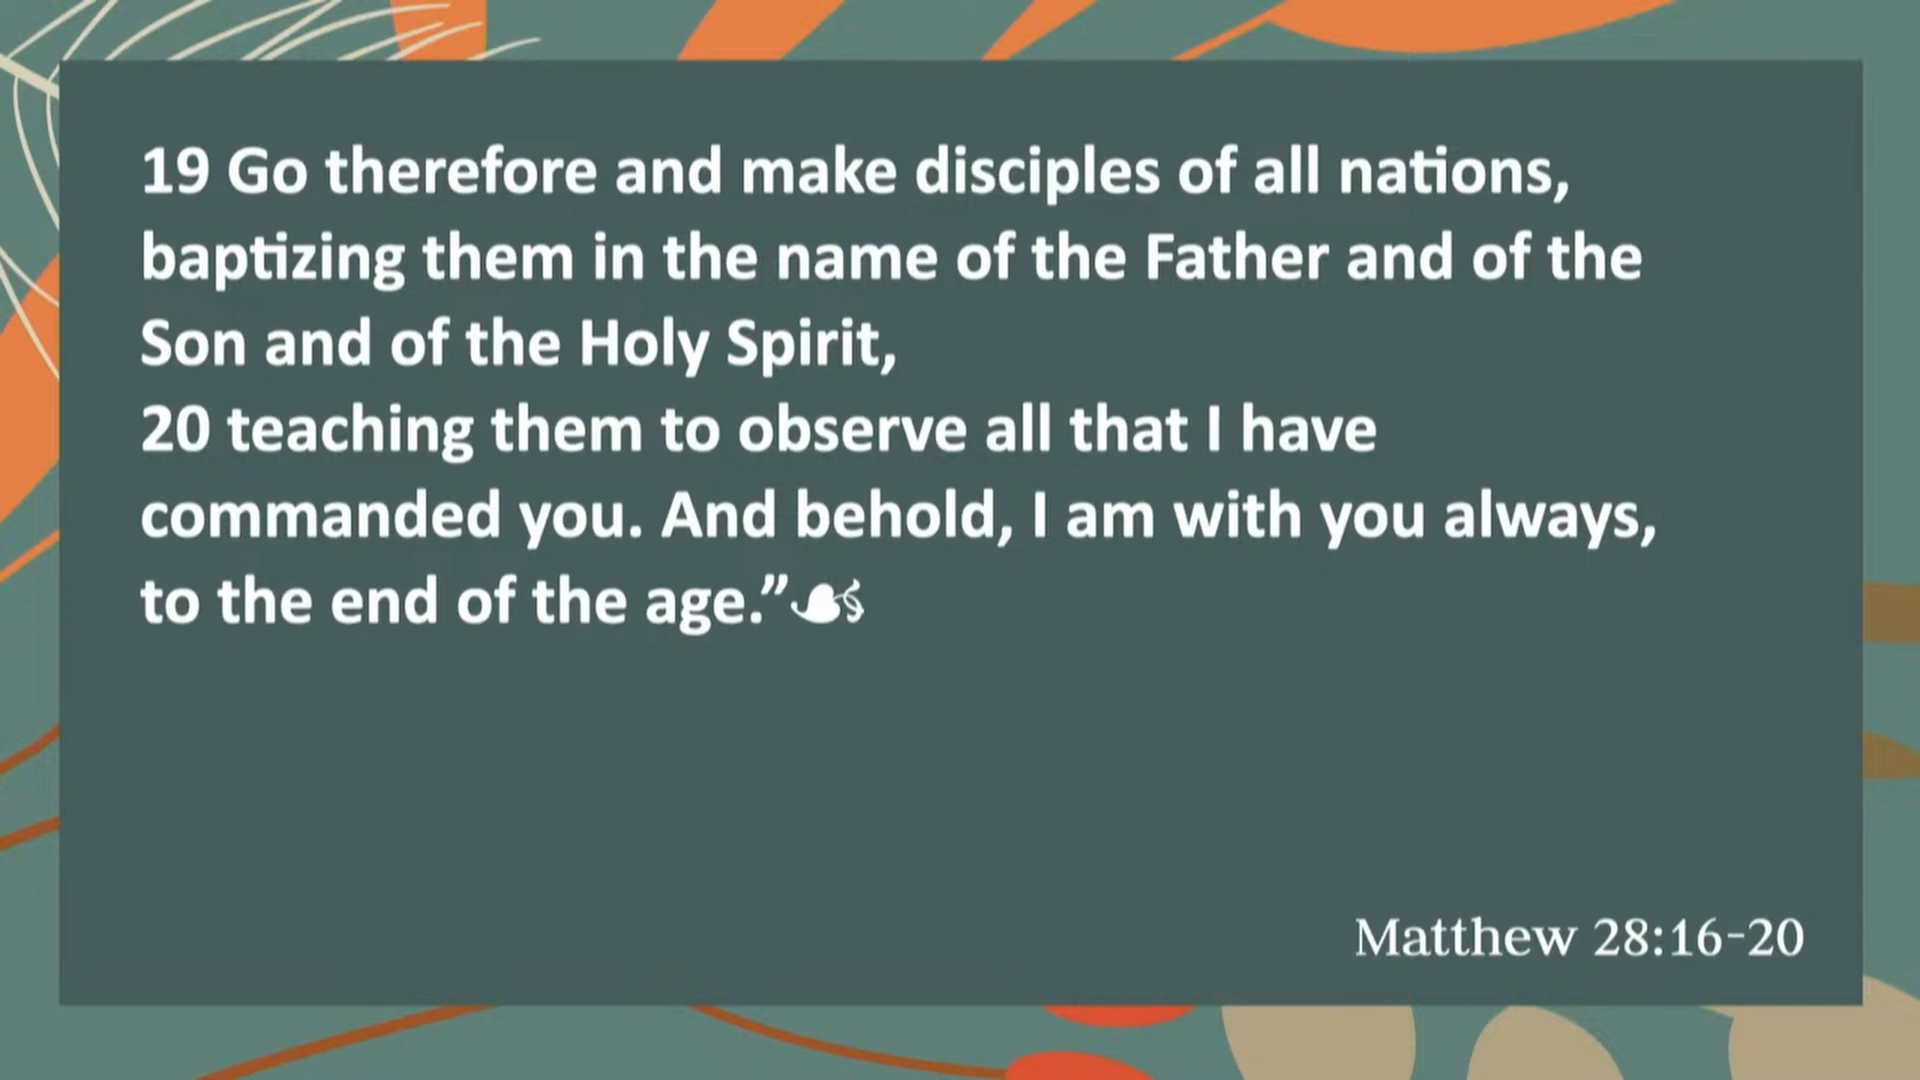 19 Go therefore and make disciples of all nations,
baptizing them in the name of the Father and of the
Son and of the Holy Spirit,
20 teaching them to observe all that I have
commanded you. And behold, I am with you always,
to the end of the age.”☙
Matthew 28:16-20